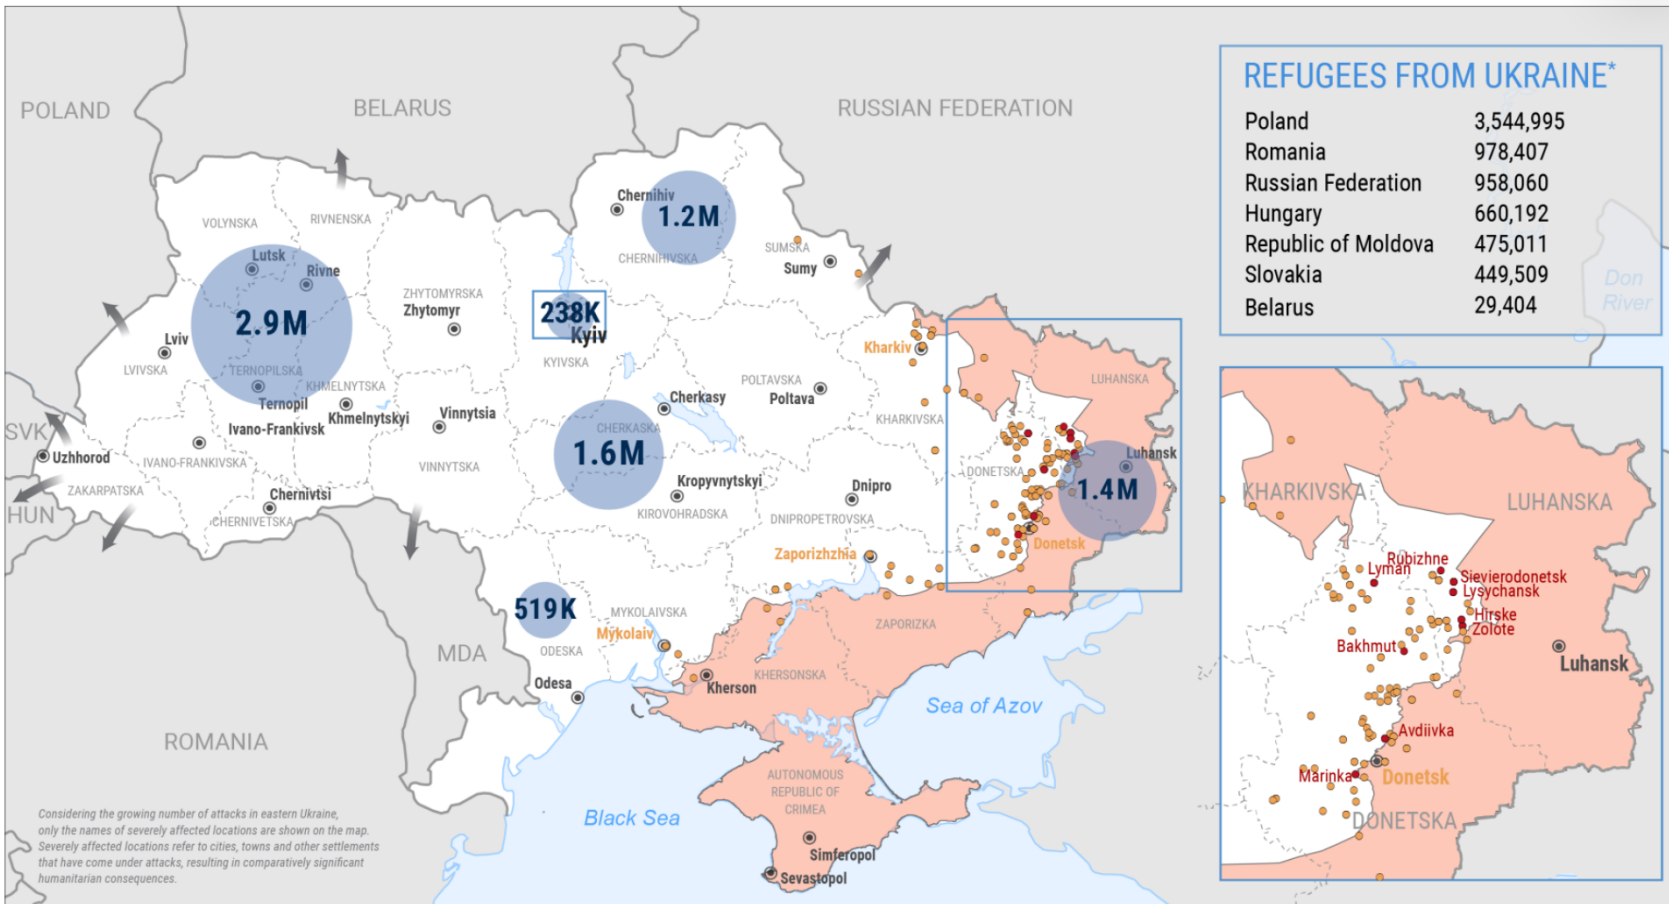 POLAND
BELARUS
RUSSIAN FEDERATION
REFUGEES FROM UKRAINE*
Poland 3,544,995
Romania 978,407
Russian Federation 958,060
Hungary 660,192
Republic of Moldova 475,011
Slovakia 449,509
Belarus 29,404
Don
River
Chernihiv
1.2M
CHERNIHIVSKA
VOLYNSKA
RIVNENSKA
SUMSKA
Sumy
Lutsk
Rivne
2.9M
ZHYTOMYRSKA
Zhytomyr
238K
Kyiv
KYIVSKA
Lviv
LVIVSKA
TERNOPILSKA
KHMELNYTSKA
Ternopil
Khmelnytskyi
Ivano-Frankivsk
Vinnytsia
Cherkasy
CHERKASKA
1.6M
POLTAVSKA
Poltava
Kharkiv
KHARKIVSKA
LUHANSKA
SVK
Uzhhorod
IVANO-FRANKIVSKA
VINNYTSKA
ZAKARPATSKA
HUN
Chernivtsi
CHERNIVETSKA
Kropyvnytskyi
KIROVOHRADSKA
Dnipro
DNIPROPETROVSKA
DONETSKA
Luhansk
1.4M
Donetsk
Zaporizhzhia
519K
MYKOLAIVSKA
Mykolaiv
ODESKA
MDA
Odesa
ZAPORIZKA
KHERSONSKA
Kherson
Sea of Azov
ROMANIA
AUTONOMOUS
REPUBLIC OF
CRIMEA
Black Sea
Simferopol
Sevastopol
Considering the growing number of attacks in eastern Ukraine,
only the names of severely affected locations are shown on the map.
Severely affected locations refer to cities, towns and other settlements
that have come under attacks, resulting in comparatively significant
humanitarian consequences.
KHARKIVSKA
LUHANSKA
Rubizhne
Lyman
Sievierodonetsk
Lysychansk
Hirske
Zolote
Bakhmut
Luhansk
Avdiivka
Marinka
Donetsk
DONETSKA